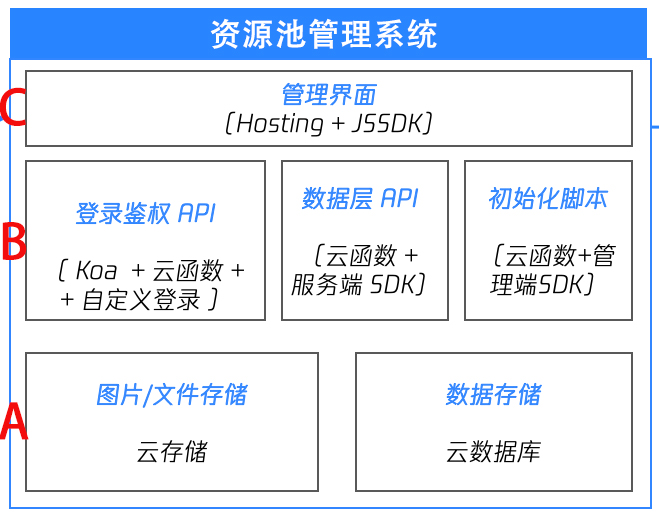 资源池管理系统
C
管理界面
(Hosting + JSSDK)
B
登录鉴权 API
( Koa + 云函数 +
+ 自定义登录 )
数据层 API
(云函数 +
服务端 SDK)
初始化脚本
(云函数+管
理端SDK)
A
图片/文件存储
云存储
数据存储
云数据库